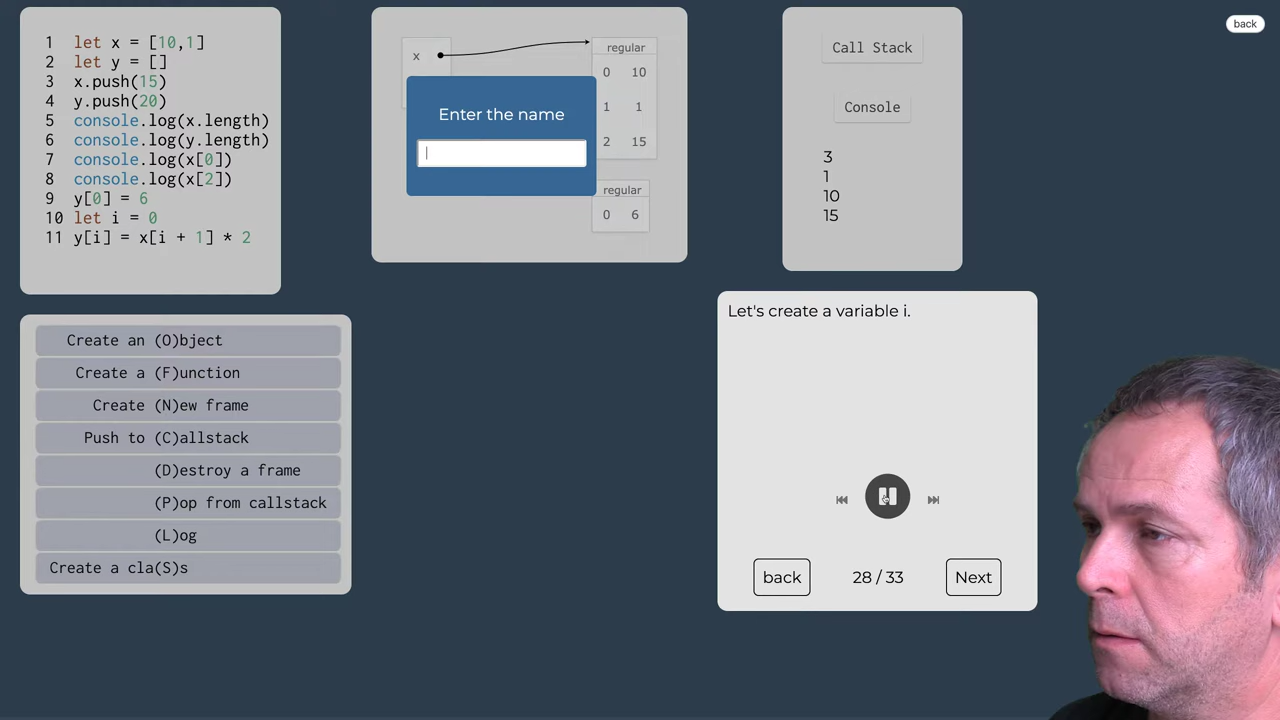 1 let x = [10,1]
2 let y = []
3 x.push(15)
4 y.push(20)
5 console.log(x.length)
6 console.log(y.length)
7 console.log(x[0])
8 console.log(x[2])
9 y[0] = 6
10 let i = 0
11 y[i] = x[i + 1] * 2
x
regular
0 10
1 1
2 15
Enter the name
regular
0 6
Call Stack
Console
3
1
10
15
back
Create an (O)bject
Create a (F)unction
Create (N)ew frame
Push to (C)allstack
(D)estroy a frame
(P)op from callstack
(L)og
Create a cla(S)s
Let's create a variable i.
back
28 / 33
Next